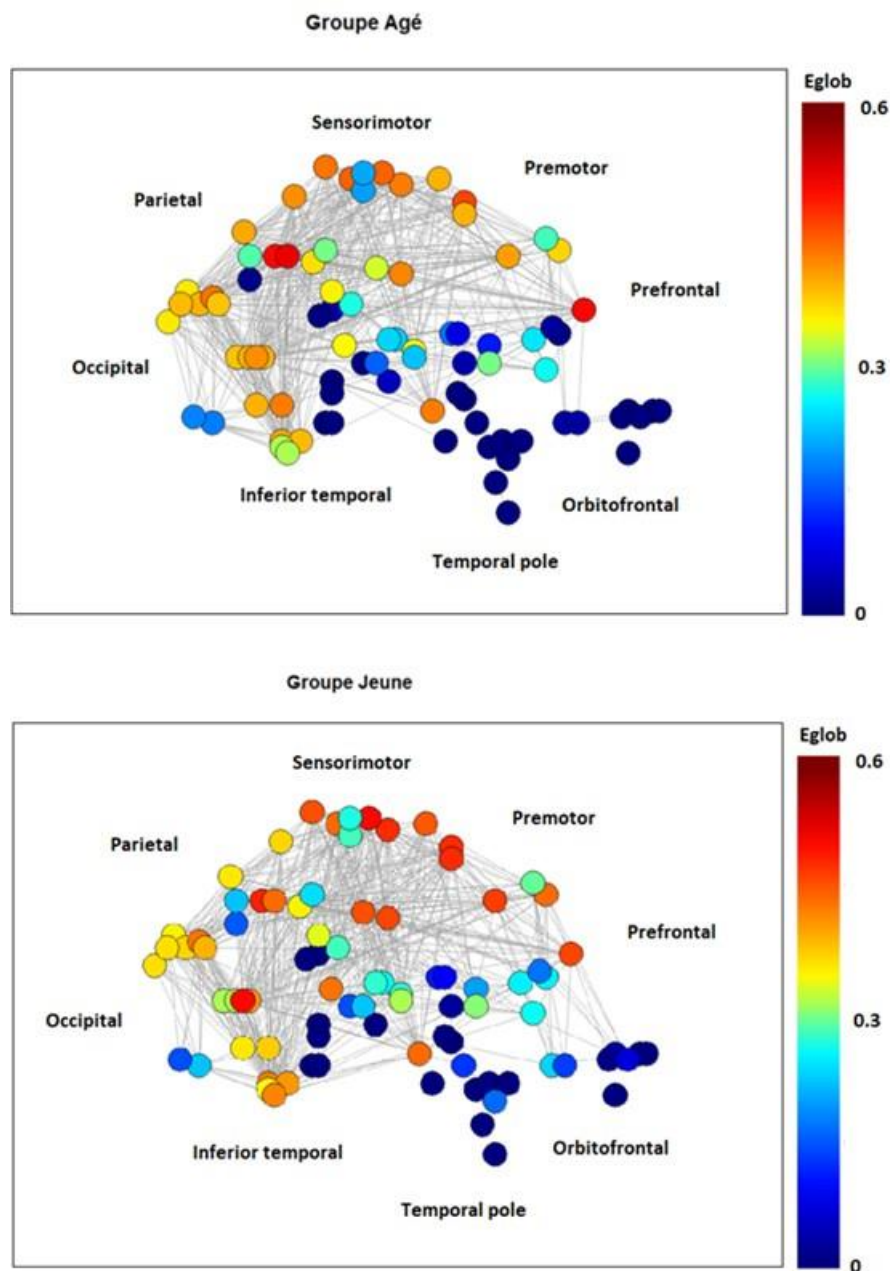 Groupe Agé
Eglob
0.6
Sensorimotor
Premotor
Parietal
Prefrontal
Occipital
0.3
Inferior temporal
Orbitofrontal
Temporal pole
0
Groupe Jeune
Eglob
0.6
Sensorimotor
Premotor
Parietal
Prefrontal
Occipital
0.3
Inferior temporal
Orbitofrontal
Temporal pole
0